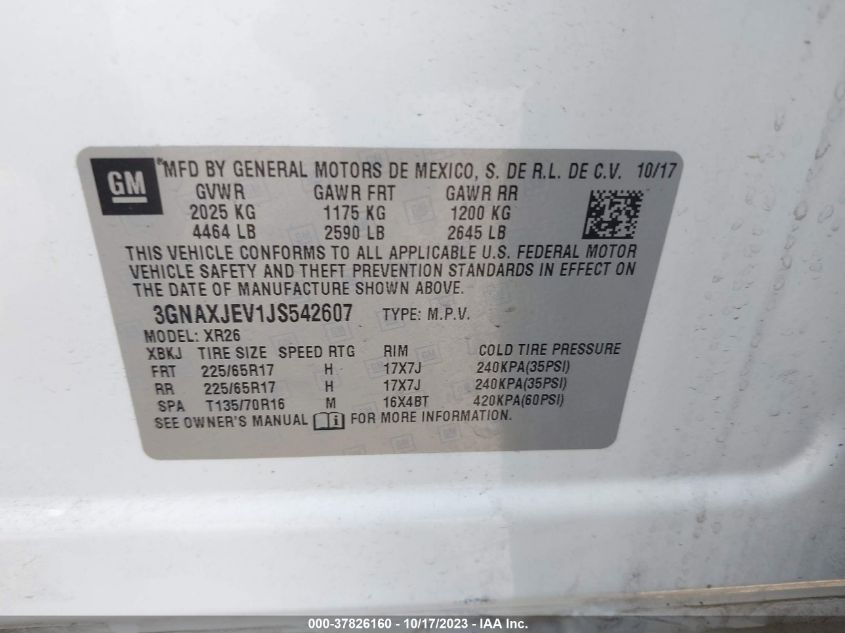 GM
®MFD BY GENERAL MOTORS DE MEXICO, S. DE R.L. DE C.V. 10/17
GVWR GAWR FRT GAWR RR
2025 KG 1175 KG 1200 KG
4464 LB 2590 LB 2645 LB
THIS VEHICLE CONFORMS TO ALL APPLICABLE U.S. FEDERAL MOTOR
VEHICLE SAFETY AND THEFT PREVENTION STANDARDS IN EFFECT ON
THE DATE OF MANUFACTURE SHOWN ABOVE.
3GNAXJEV1JS542607 TYPE: M.P.V.
MODEL: XR26
XBKJ TIRE SIZE SPEED RTG RIM COLD TIRE PRESSURE
FRT 225/65R17 H 17X7J 240KPA(35PSI)
RR 225/65R17 H 17X7J 240KPA(35PSI)
SPA T135/70R16 M 16X4BT 420KPA(60PSI)
SEE OWNER'S MANUAL FOR MORE INFORMATION.
000-37826160 - 10/17/2023 - IAA Inc.